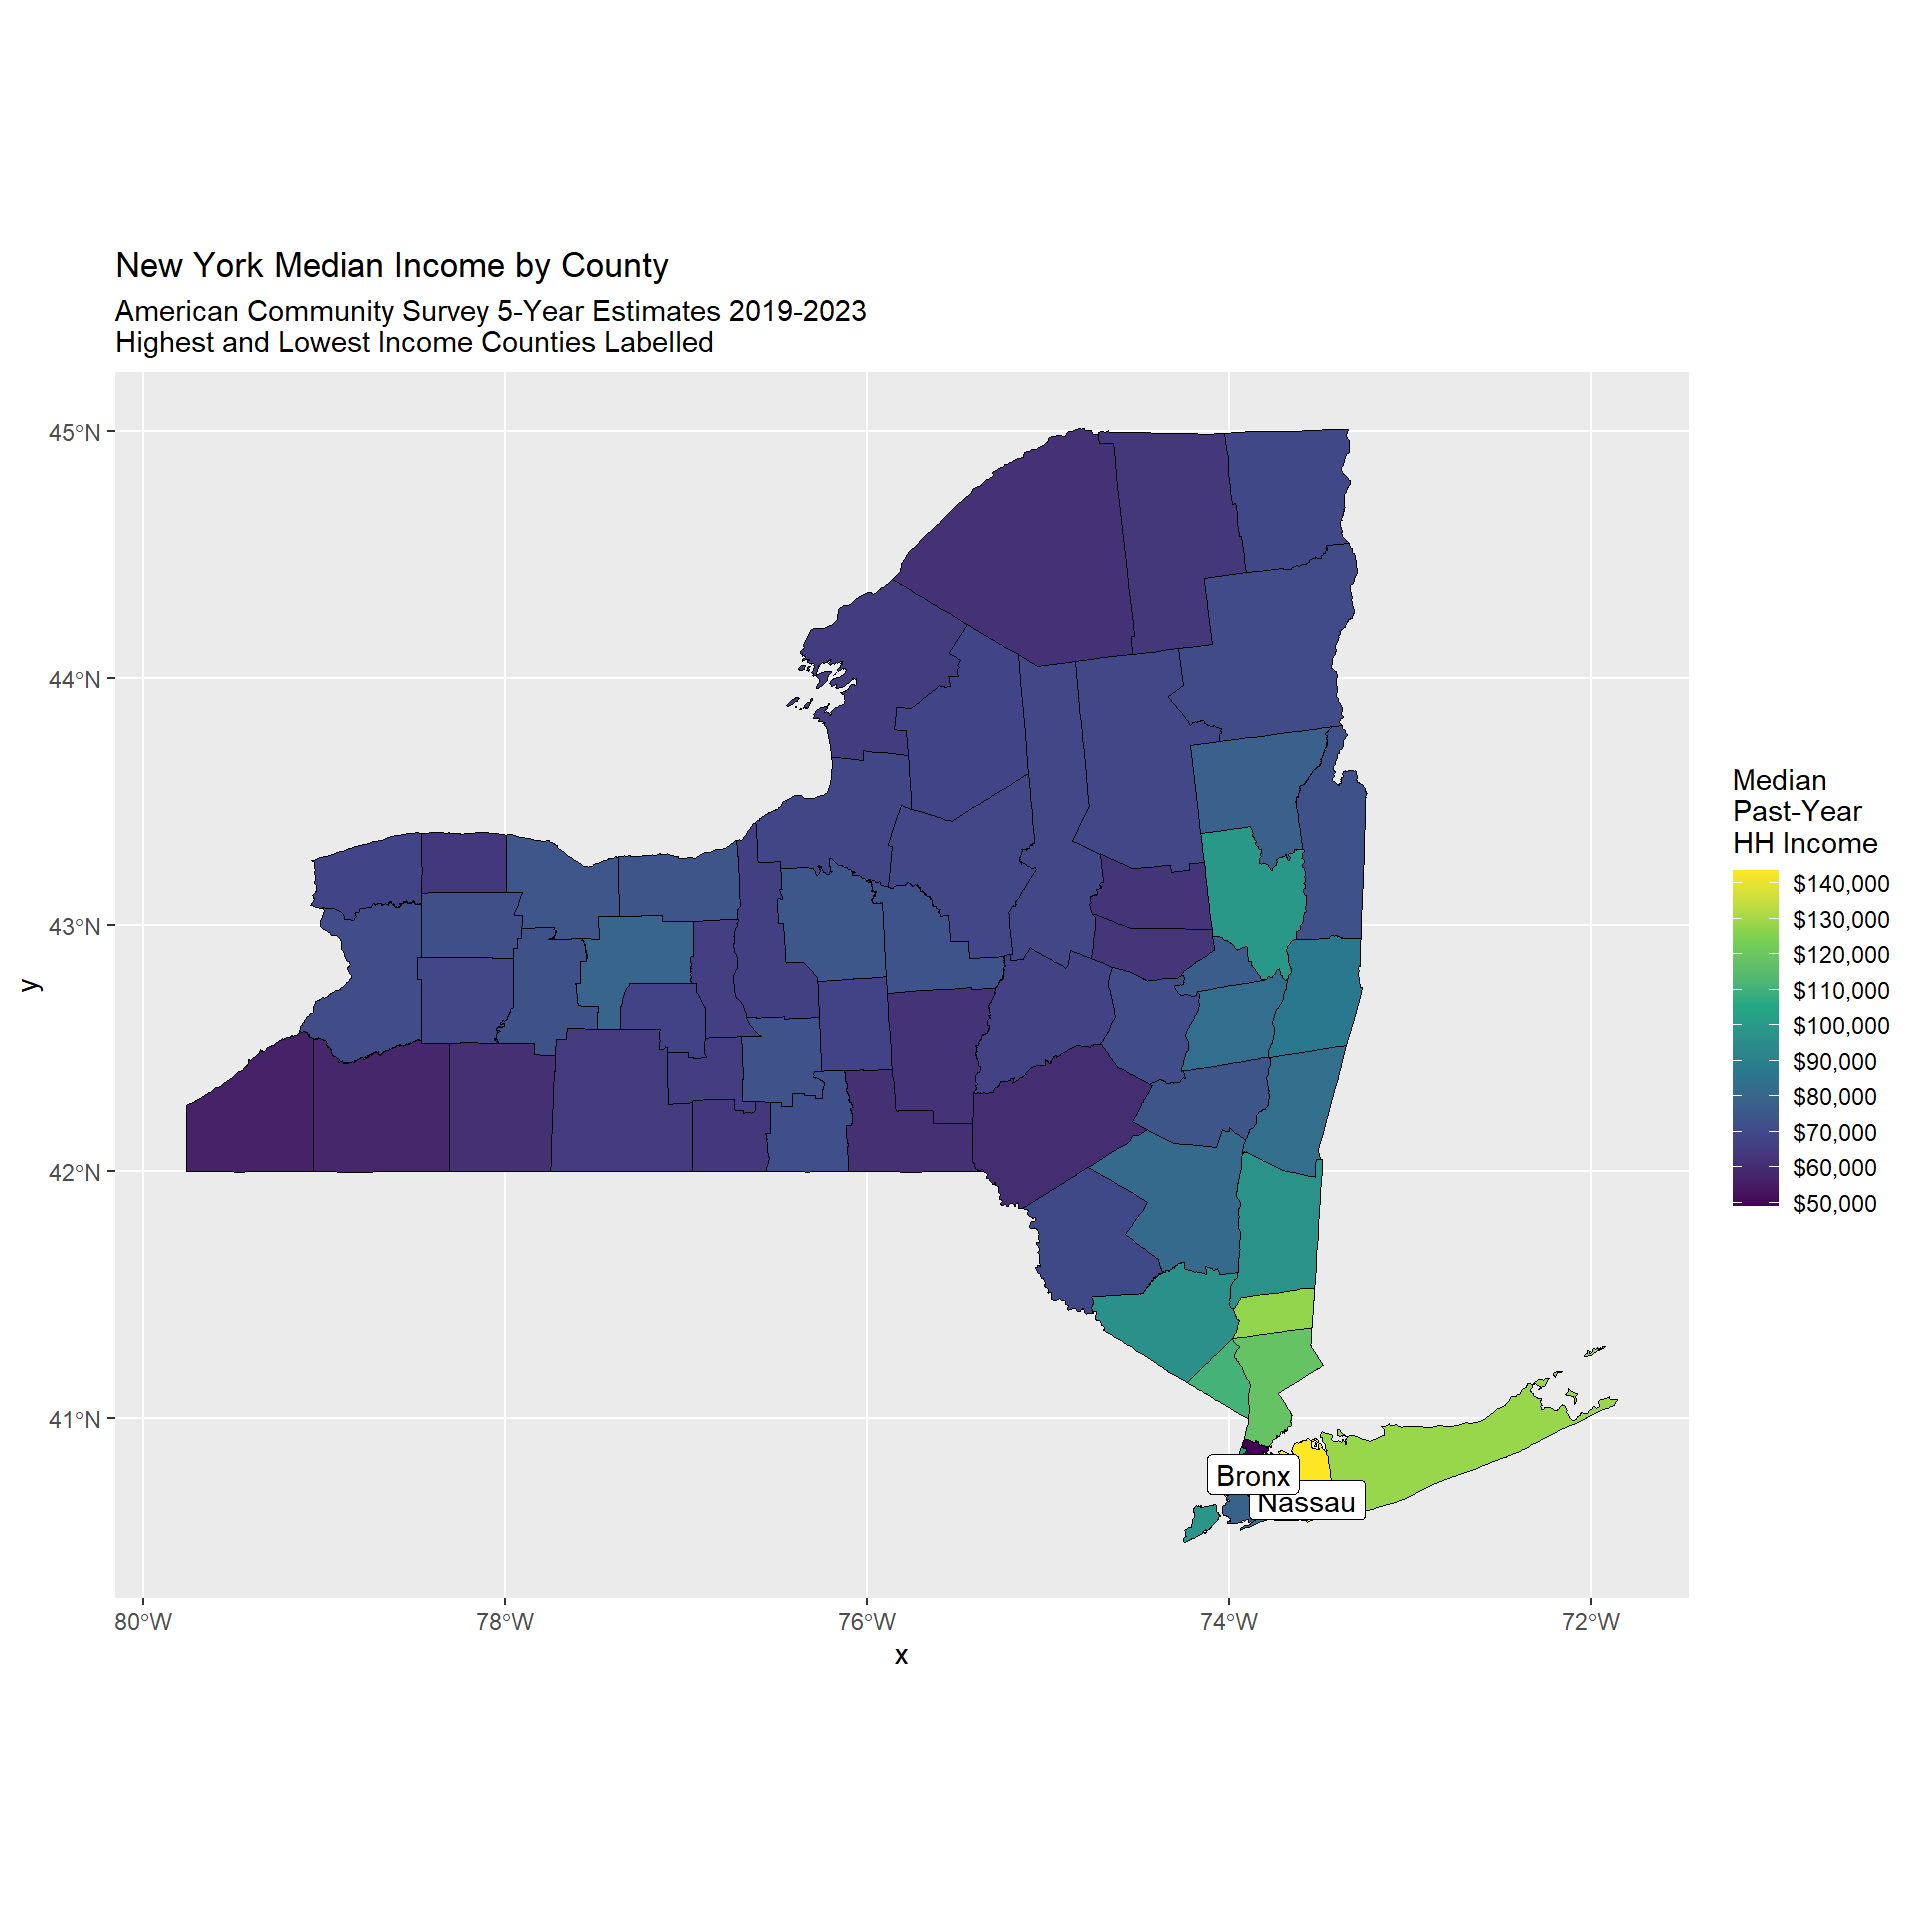 New York Median Income by County
American Community Survey 5-Year Estimates 2019-2023
Highest and Lowest Income Counties Labelled
45°N
44°N
43°N
42°N
41°N
y
80°W
78°W
76°W
74°W
72°W
x
Bronx
Nassau
Median
Past-Year
HH Income
$140,000
$130,000
$120,000
$110,000
$100,000
$90,000
$80,000
$70,000
$60,000
$50,000